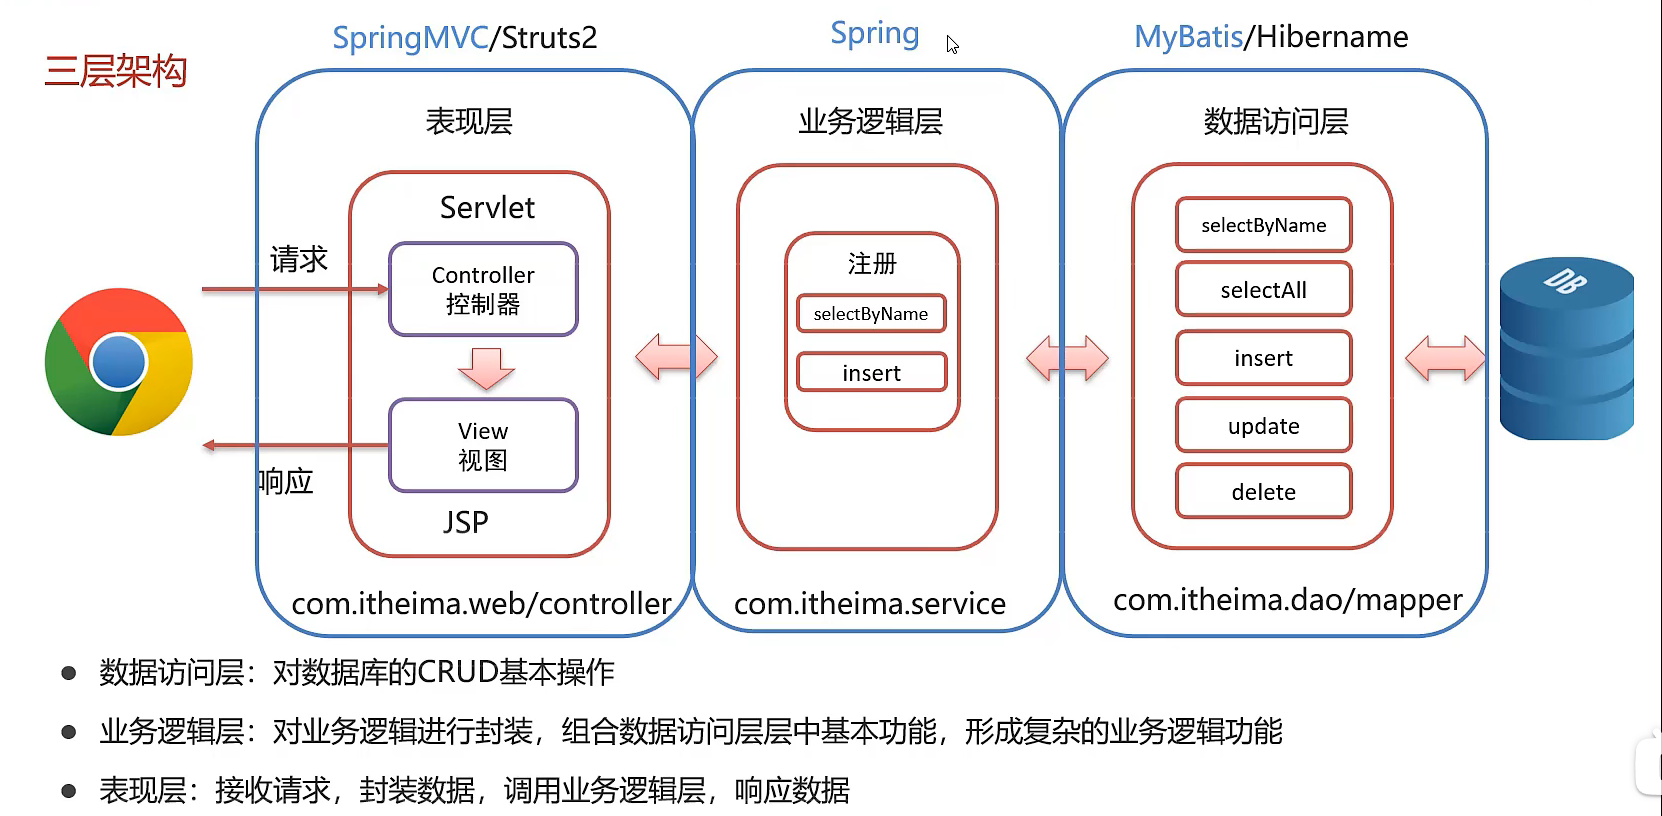 三层架构
SpringMVC/Struts2
Spring
MyBatis/Hibername
表现层
Servlet
请求
Controller
控制器
View
视图
响应
JSP
com.itheima.web/controller
业务逻辑层
注册
selectByName
insert
com.itheima.service
数据访问层
selectByName
selectAll
insert
update
delete
com.itheima.dao/mapper
DB
● 数据访问层：对数据库的CRUD基本操作
● 业务逻辑层：对业务逻辑进行封装，组合数据访问层层中基本功能，形成复杂的业务逻辑功能
● 表现层：接收请求，封装数据，调用业务逻辑层，响应数据